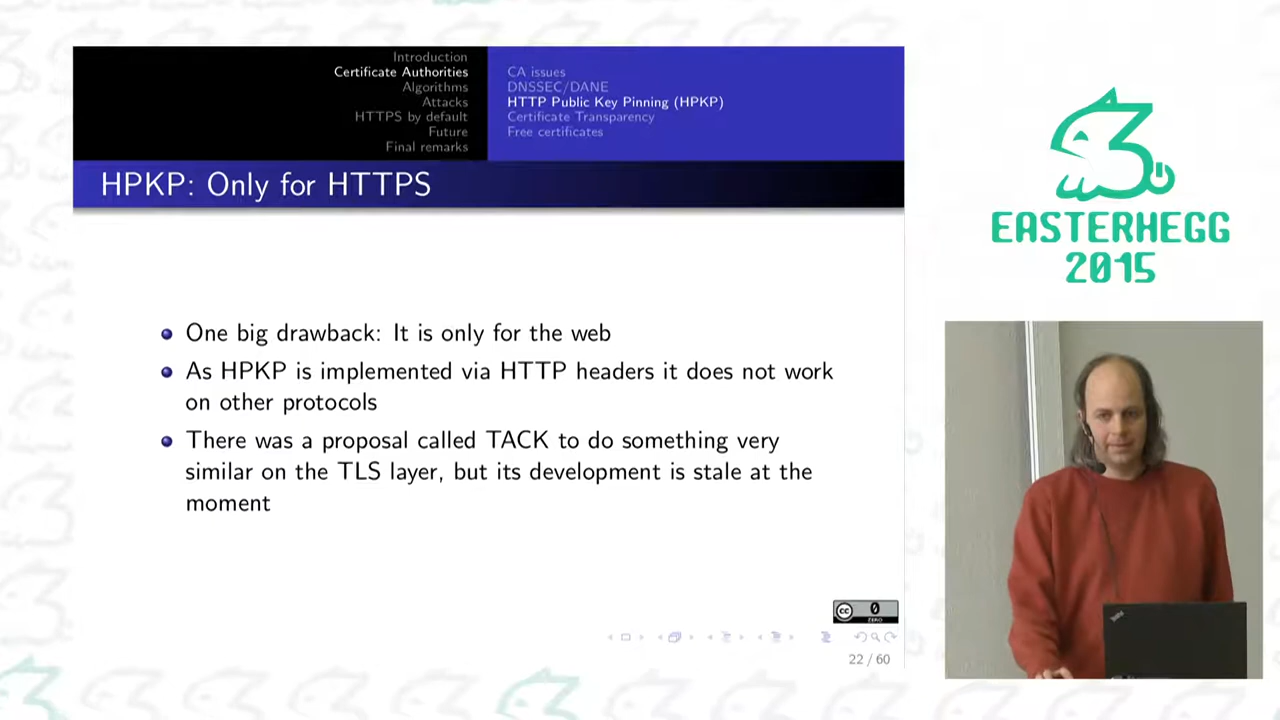 Introduction
Certificate Authorities
Algorithms
Attacks
HTTPS by default
Future
Final remarks
CA issues
DNSSEC/DANE
HTTP Public Key Pinning (HPKP)
Certificate Transparency
Free certificates
HPKP: Only for HTTPS
One big drawback: It is only for the web
As HPKP is implemented via HTTP headers it does not work
on other protocols
There was a proposal called TACK to do something very
similar on the TLS layer, but its development is stale at the
moment
cc 0
ZERO
22 / 60
EASTERHEGG
2015